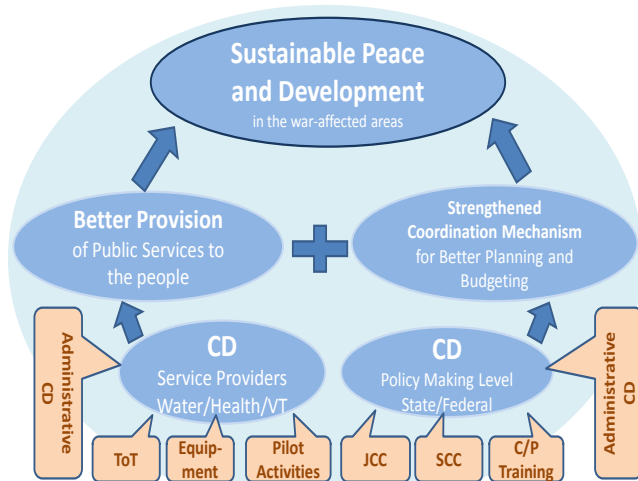 Sustainable Peace
and Development
in the war-affected areas
Better Provision
of Public Services to
the people
Strengthened
Coordination Mechanism
for Better Planning and
Budgeting
Administrative
CD
CD
Service Providers
Water/Health/VT
CD
Policy Making Level
State/Federal
Administrative
CD
ToT
Equip-
ment
Pilot
Activities
JCC
SCC
C/P
Training